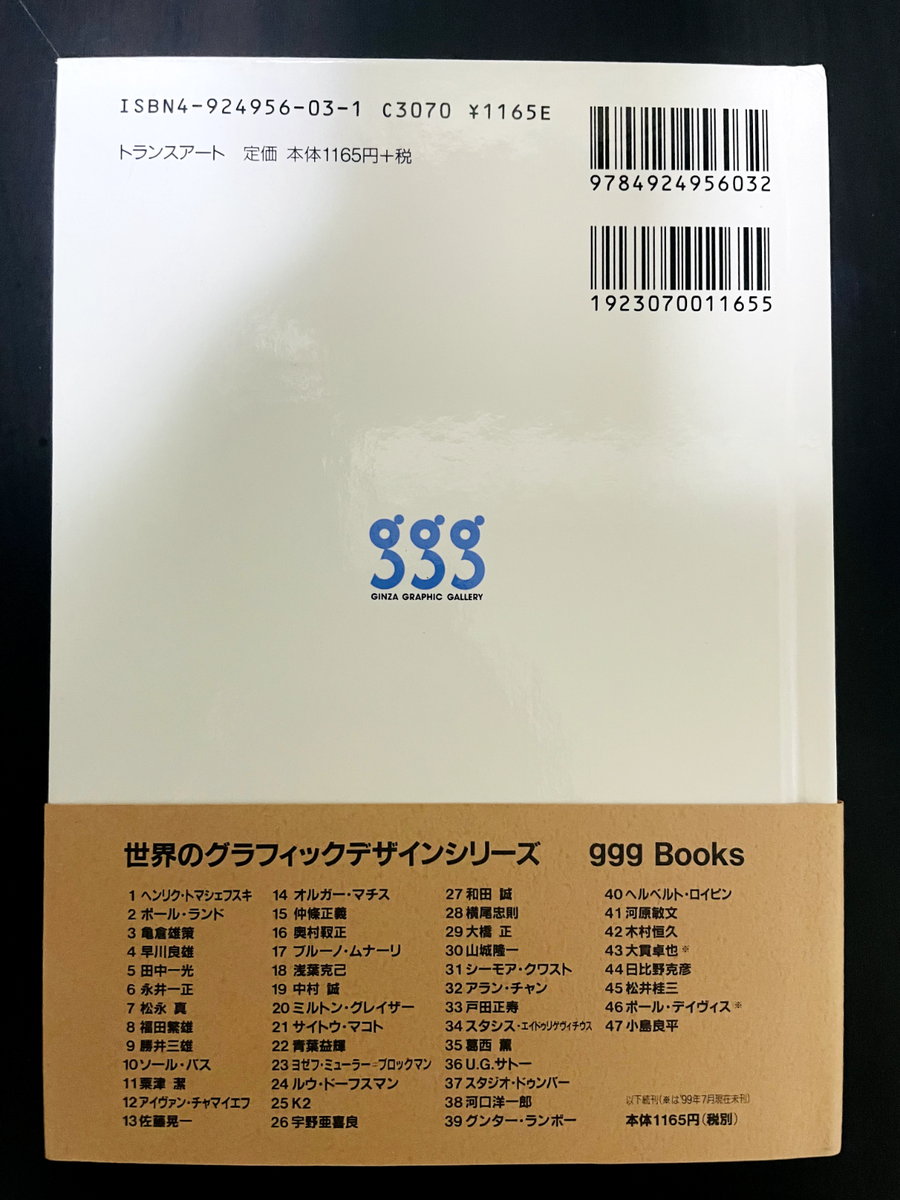 ISBN4-924956-03-1 C3070 ¥1165E
トランスアート 定価 本体1165円+税
9784924956032
1923070011655
ggg
GINZA GRAPHIC GALLERY
世界のグラフィックデザインシリーズ ggg Books
1 ヘンリク・トマシェフスキ
2 ポール・ランド
3 亀倉雄策
4 早川良雄
5 田中一光
6 永井一正
7 松永 真
8 福田繁雄
9 勝井三雄
10 ソール・バス
11 粟津 潔
12 アイヴァン・チャマイエフ
13 佐藤晃一
14 オルガー・マチス
15 仲條正義
16 奥村靫正
17 ブルーノ・ムナーリ
18 浅葉克己
19 中村 誠
20 ミルトン・グレイザー
21 サイトウ・マコト
22 青葉益輝
23 ヨゼフ・ミューラー=ブロックマン
24 ルウ・ドーフスマン
25 K2
26 宇野亜喜良
27 和田 誠
28 横尾忠則
29 大橋 正
30 山城隆一
31 シーモア・クワスト
32 アラン・チャン
33 戸田正寿
34 スタシス・エイドゥリゲヴィチウス
35 葛西 薫
36 U.G.サトー
37 スタジオ・ドゥンバー
38 河口洋一郎
39 グンター・ランボー
40 ヘルベルト・ロイピン
41 河原敏文
42 木村恒久
43 大貫卓也※
44 日比野克彦
45 松井桂三
46 ポール・デイヴィス※
47 小島良平
以下続刊(※は'99年7月現在未刊)
本体1165円(税別)